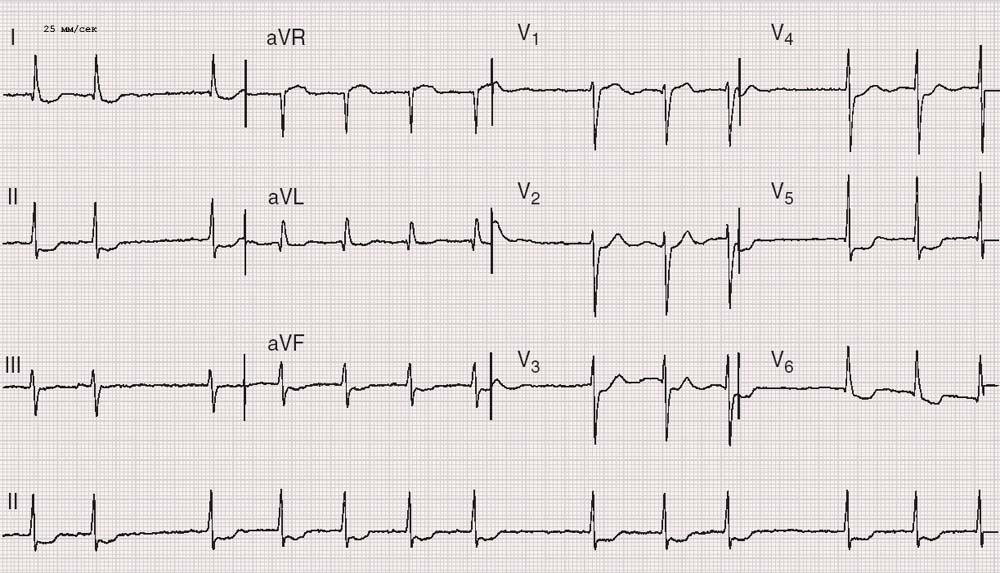 I 25 мм/сек aVR V1 V4
II aVL V2 V5
III aVF V3 V6
II